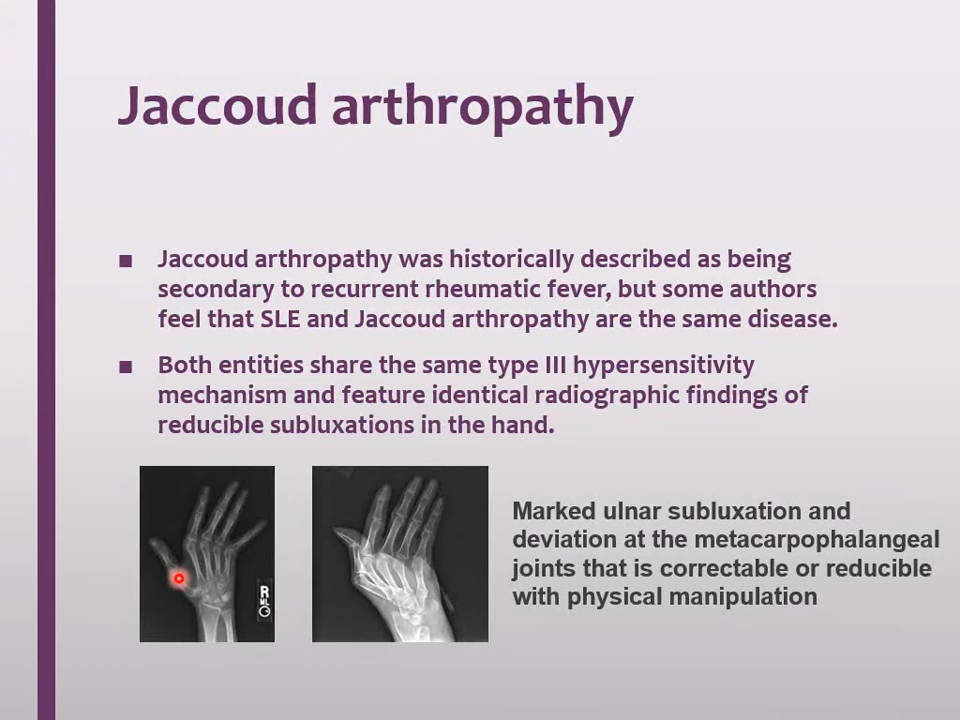 Jaccoud arthropathy
Jaccoud arthropathy was historically described as being
secondary to recurrent rheumatic fever, but some authors
feel that SLE and Jaccoud arthropathy are the same disease.
Both entities share the same type III hypersensitivity
mechanism and feature identical radiographic findings of
reducible subluxations in the hand.
Marked ulnar subluxation and
deviation at the metacarpophalangeal
joints that is correctable or reducible
with physical manipulation
R